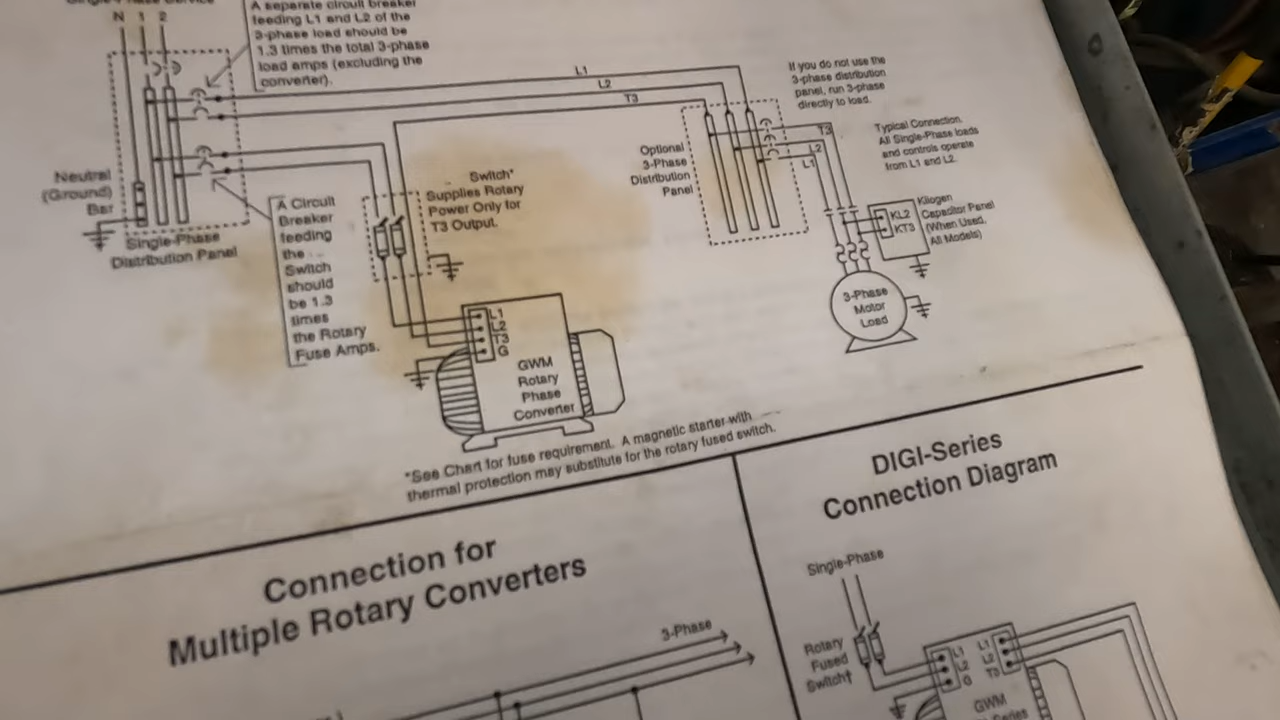 N 1 2
A separate circuit breaker
feeding L1 and L2 of the
3-phase load should be
1.3 times the total 3-phase
load amps (excluding the
converter).
L1
L2
T3
If you do not use the
3-phase distribution
panel, run 3-phase
directly to load.
Typical Connection.
All Single-Phase loads
and controls operate
from L1 and L2.
T3
L2
L1
Optional
3-Phase
Distribution
Panel
Neutral
(Ground)
Bar
Single-Phase
Distribution Panel
A Circuit
Breaker
feeding
the
Switch
should
be 1.3
times
the Rotary
Fuse Amps.
Switch*
Supplies Rotary
Power Only for
T3 Output.
KL2
KT3
Kilogen
Capacitor Panel
(When Used,
All Models)
3-Phase
Motor
Load
L1
L2
T3
G
GWM
Rotary
Phase
Converter
*See Chart for fuse requirement. A magnetic starter with
thermal protection may substitute for the rotary fused switch.
Connection for
Multiple Rotary Converters
3-Phase
DIGI-Series
Connection Diagram
Single-Phase
Rotary
Fused
Switch†
L1
L2
G
L1
L2
T3
GWM
Series